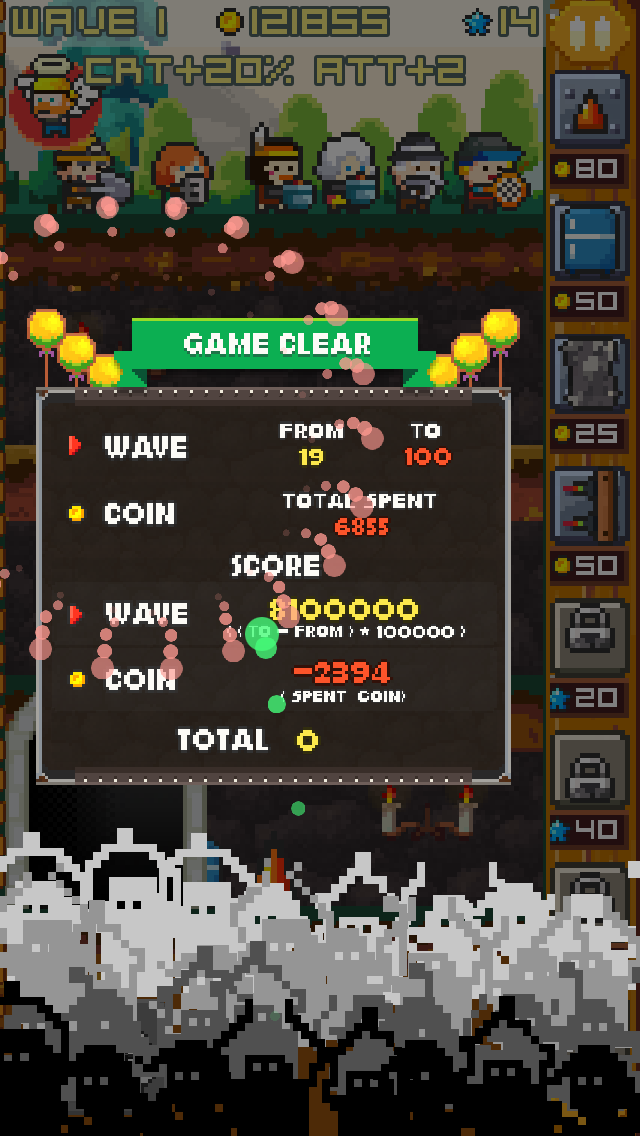 WAVE 1 121855 14
CRT+20% ATT+2
80
50
25
50
20
40
GAME CLEAR
FROM TO
WAVE 19 100
TOTAL SPENT
COIN 6855
SCORE
WAVE 8100000
( ( TO - FROM ) * 100000 )
COIN -2394
( SPENT COIN)
TOTAL 0